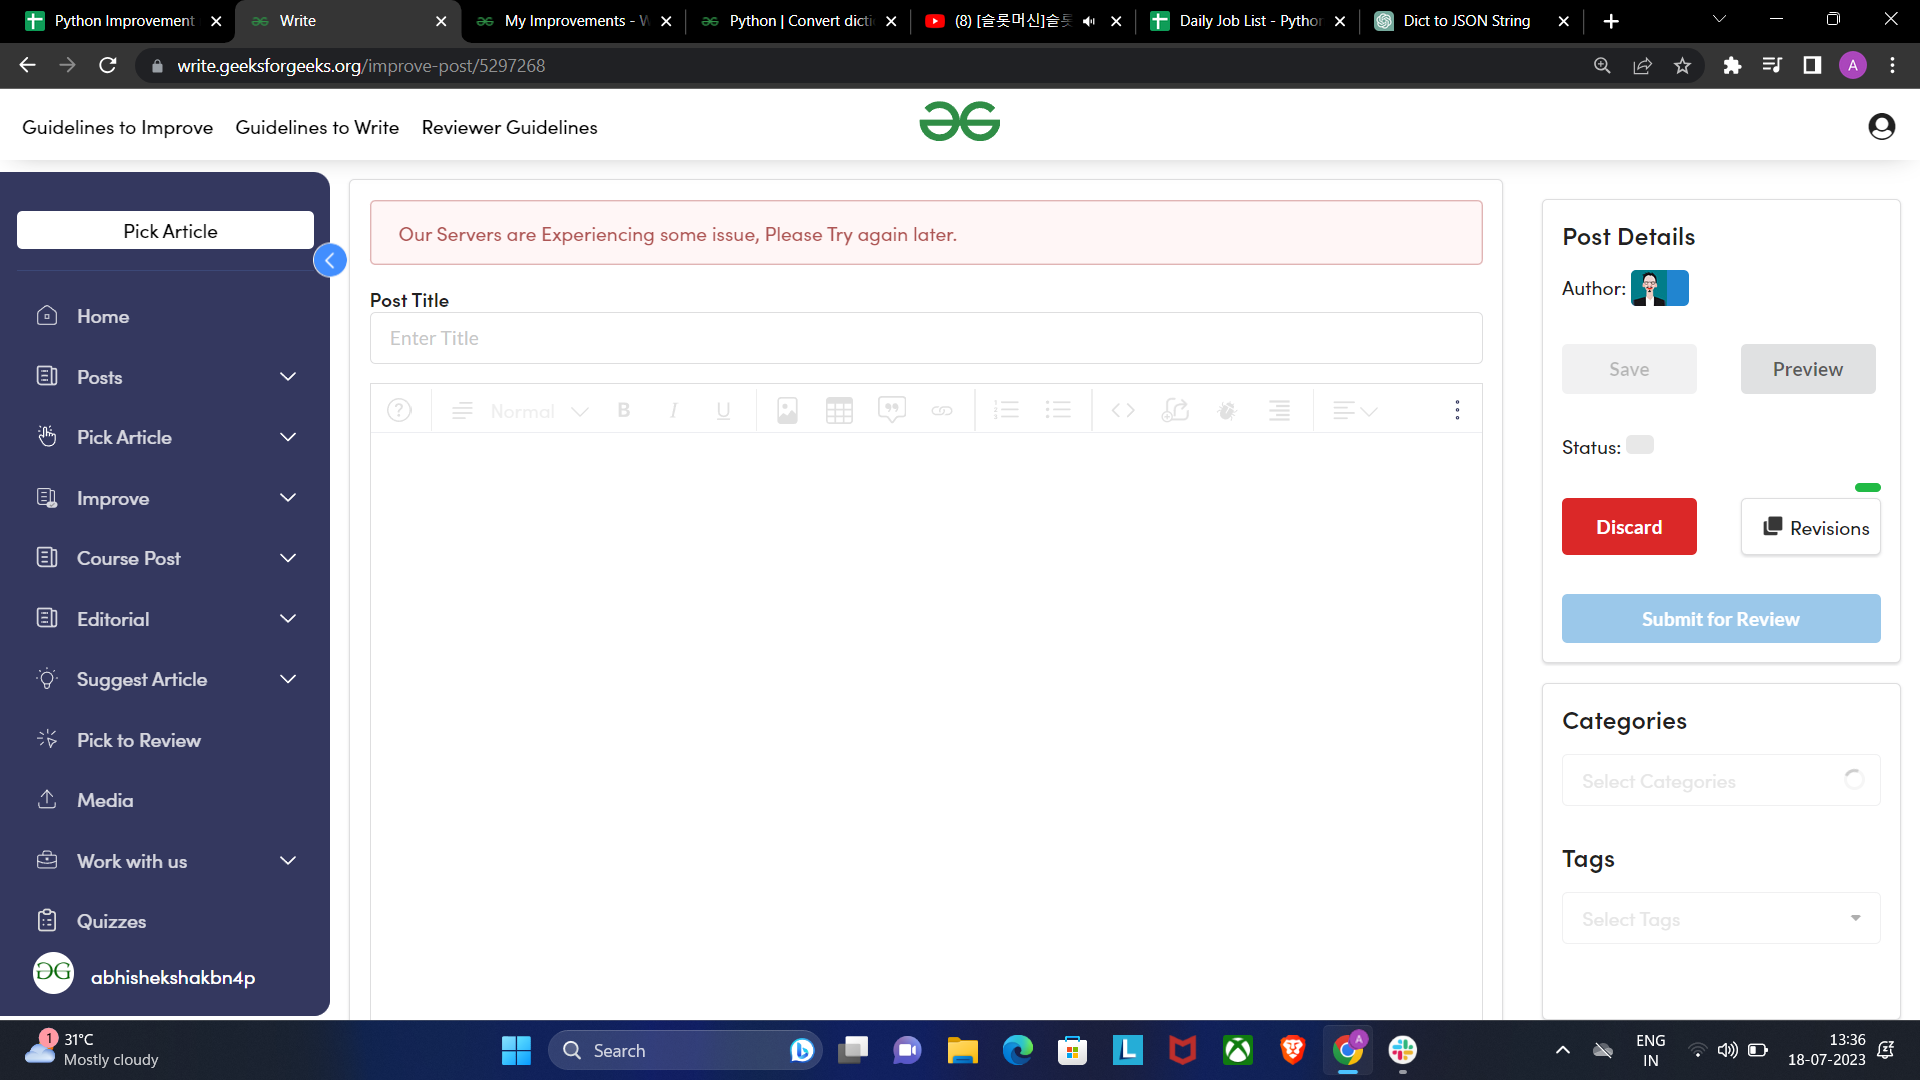 Python Improvement
Write
My Improvements - W
Python | Convert dicti
(8) [슬롯머신]슬롯
Daily Job List - Python
Dict to JSON String
write.geeksforgeeks.org/improve-post/5297268
A
Guidelines to Improve
Guidelines to Write
Reviewer Guidelines
Pick Article
Home
Posts
Pick Article
Improve
Course Post
Editorial
Suggest Article
Pick to Review
Media
Work with us
Quizzes
abhishekshakbn4p
Our Servers are Experiencing some issue, Please Try again later.
Post Title
Enter Title
Normal
B
I
U
Post Details
Author:
Save
Preview
Status:
Discard
Revisions
Submit for Review
Categories
Select Categories
Tags
Select Tags
1
31°C
Mostly cloudy
Search
L
A
ENG
IN
13:36
18-07-2023